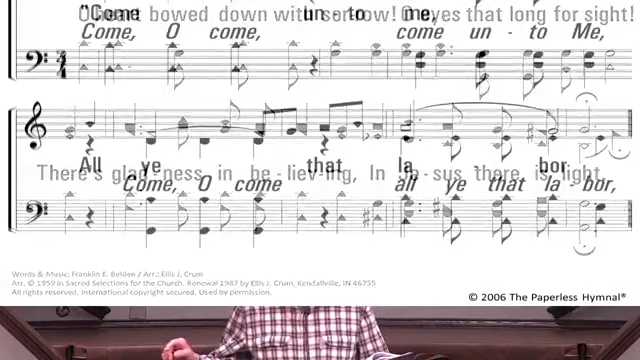 O heart bowed down with sorrow! O eyes that long for sight!
"Come un - to me,
Come, O come, come un - to Me,
All ye that la - bor
There's glad-ness in be - liev-ing, In Je-sus there is light
Come, O come all ye that la - bor,
Words & Music: Franklin E. Belden / Arr.: Ellis J. Crum
Arr. © 1959 in Sacred Selections for the Church. Renewal 1987 by Ellis J. Crum, Kendallville, IN 46755
All rights reserved. International copyright secured. Used by permission.
© 2006 The Paperless Hymnal®